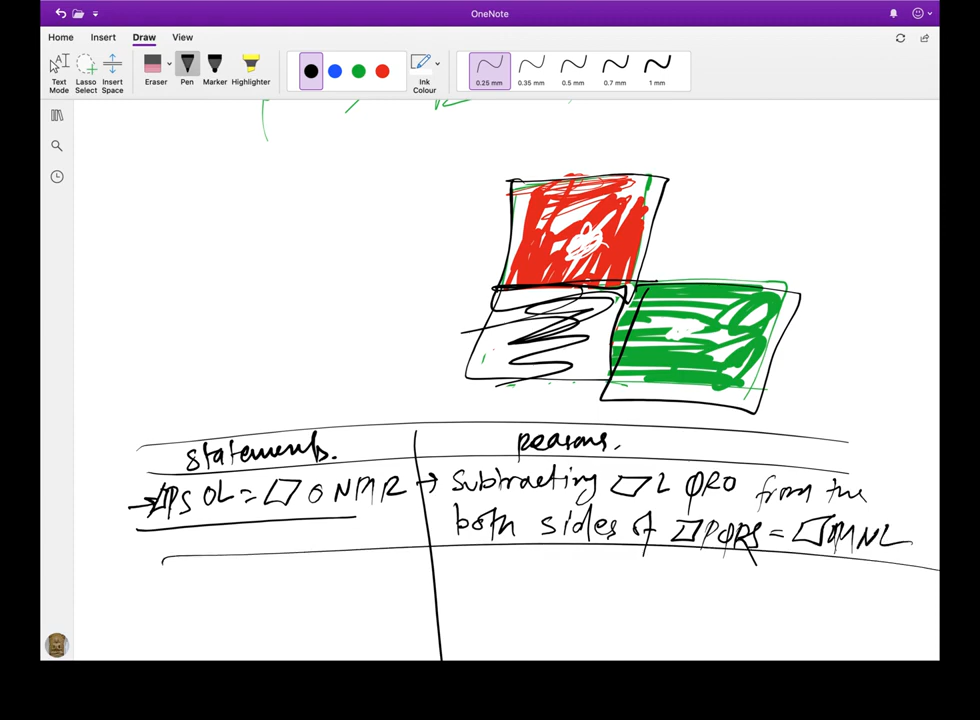 OneNote
Home Insert Draw View
Text Mode
Lasso Select
Insert Space
Eraser
Pen
Marker
Highlighter
Ink Colour
0.25 mm 0.35 mm 0.5 mm 0.7 mm 1 mm
statements. reasons.
→ ▱PSOL = ▱ONMR → Subtracting ▱LQRO from the
both sides of ▱PQRS = ▱QMNL